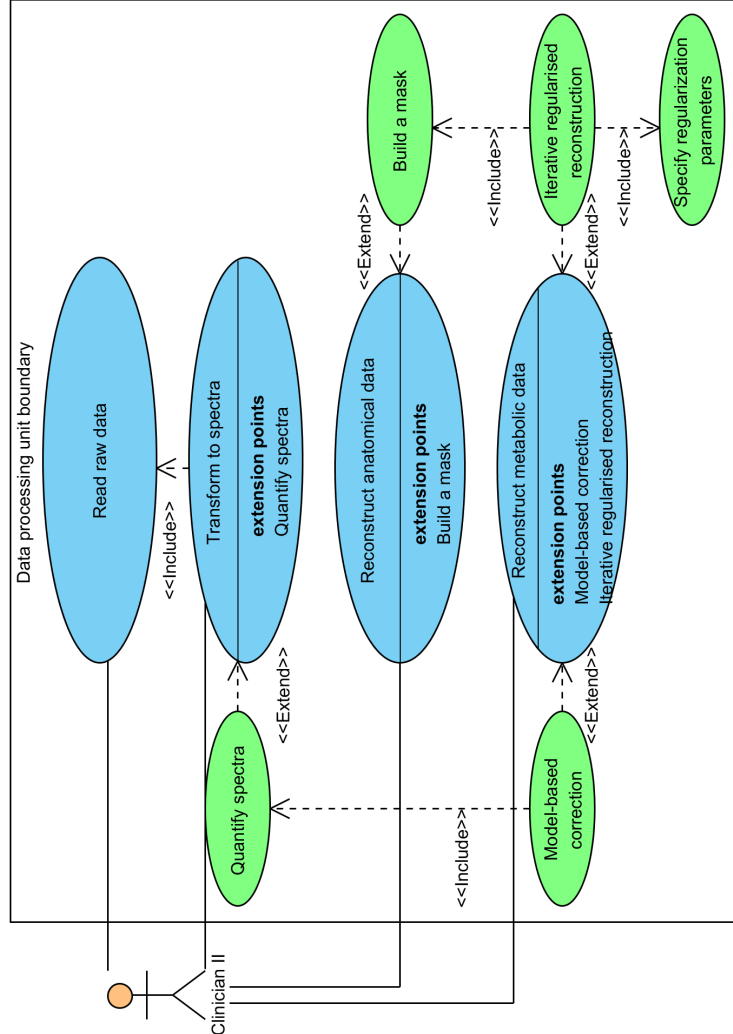 Data processing unit boundary
Read raw data
<<Include>>
Transform to spectra
extension points
Quantify spectra
Quantify spectra
<<Extend>>
Clinician II
Reconstruct anatomical data
extension points
Build a mask
<<Extend>>
Build a mask
<<Include>>
<<Include>>
Reconstruct metabolic data
extension points
Model-based correction
Iterative regularised reconstruction
Model-based
correction
<<Extend>>
<<Extend>>
Iterative regularised
reconstruction
<<Include>>
Specify regularization
parameters